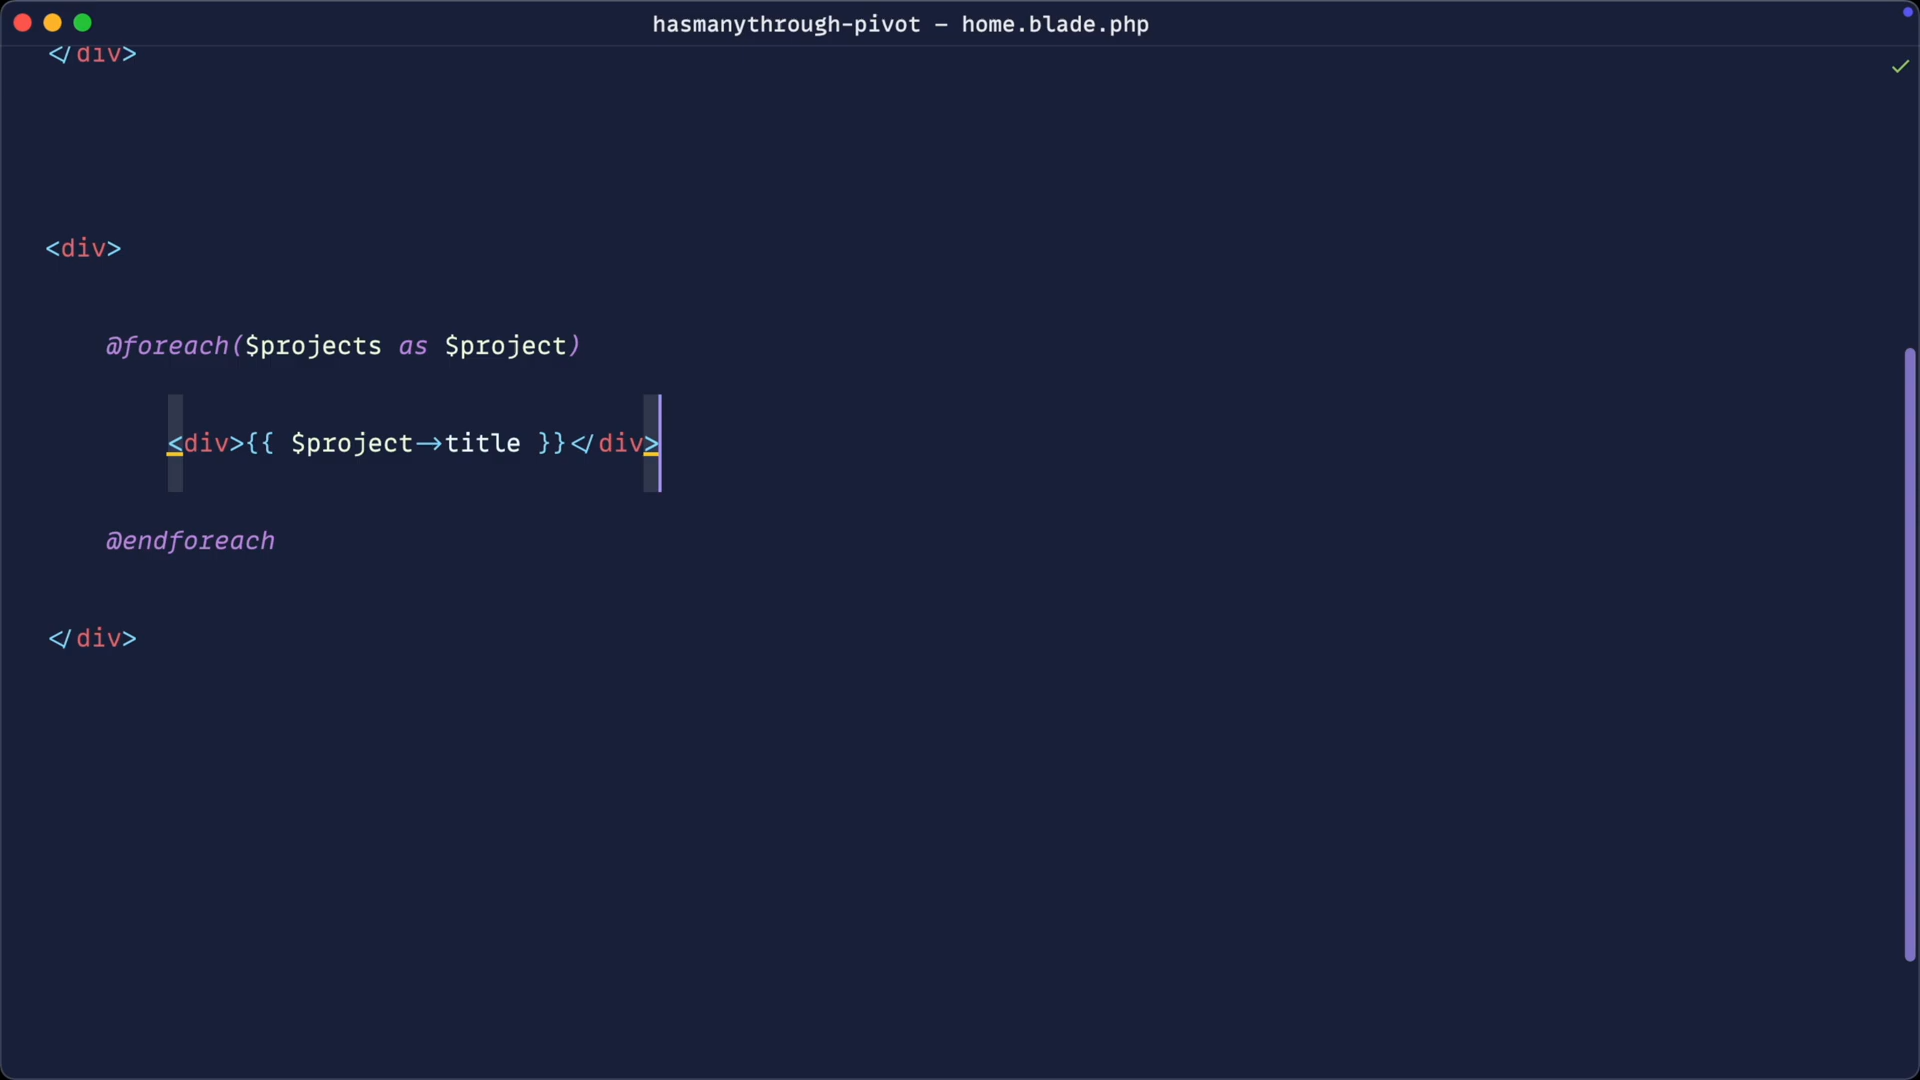 hasmanythrough-pivot – home.blade.php
</div>
<div>
@foreach($projects as $project)
<div>{{ $project->title }}</div>
@endforeach
</div>